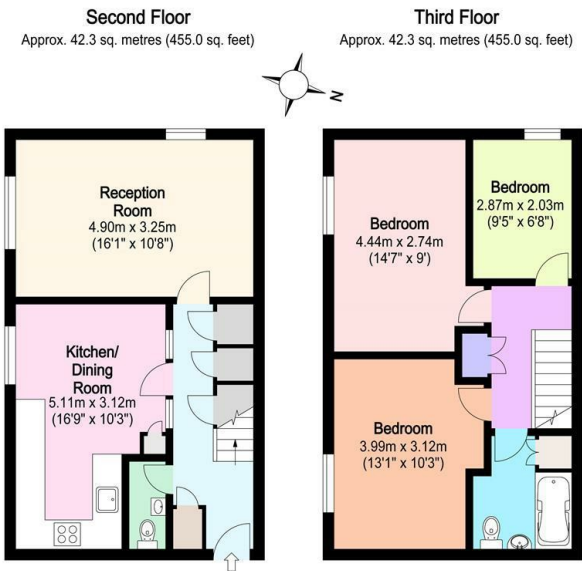 Second Floor
Approx. 42.3 sq. metres (455.0 sq. feet)
Third Floor
Approx. 42.3 sq. metres (455.0 sq. feet)
N
Reception
Room
4.90m x 3.25m
(16'1" x 10'8")
Kitchen/
Dining
Room
5.11m x 3.12m
(16'9" x 10'3")
Bedroom
4.44m x 2.74m
(14'7" x 9')
Bedroom
2.87m x 2.03m
(9'5" x 6'8")
Bedroom
3.99m x 3.12m
(13'1" x 10'3")